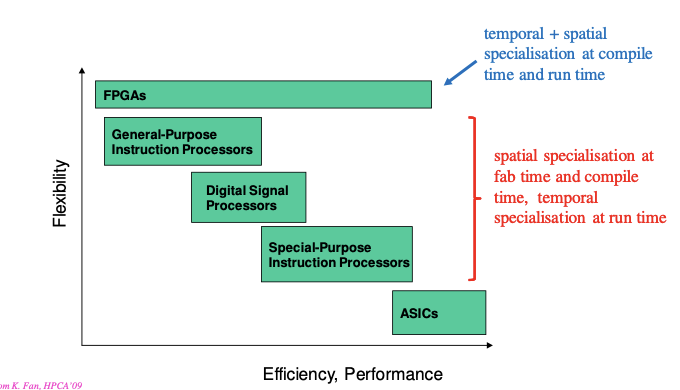 temporal + spatial
specialisation at compile
time and run time
FPGAs
General-Purpose
Instruction Processors
Digital Signal
Processors
Special-Purpose
Instruction Processors
ASICs
spatial specialisation at
fab time and compile
time, temporal
specialisation at run time
Flexibility
Efficiency, Performance
K. Fan, HPCA'09